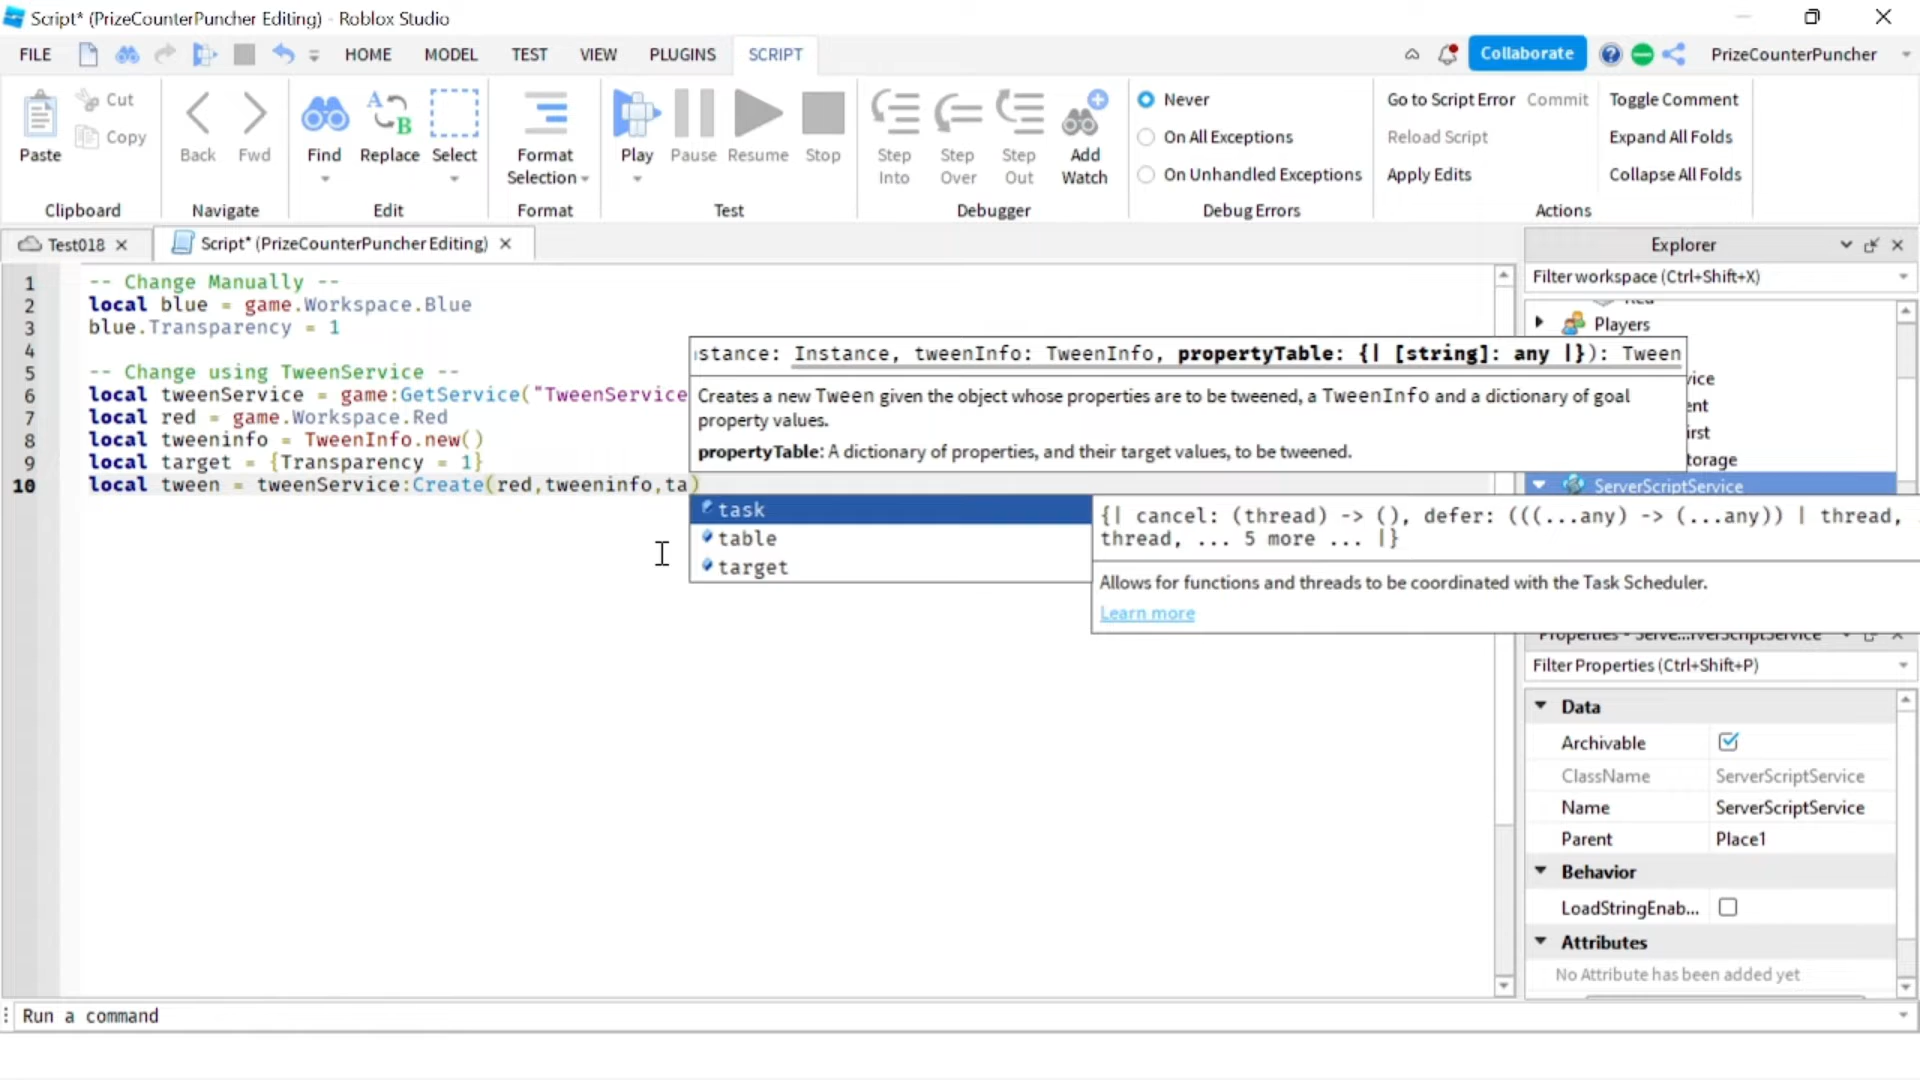 Script* (PrizeCounterPuncher Editing) - Roblox Studio
FILE HOME MODEL TEST VIEW PLUGINS SCRIPT Collaborate ? PrizeCounterPuncher
Paste Cut Copy
Clipboard
Back Fwd
Navigate
Find Replace Select
Edit
Format Selection
Format
Play Pause Resume Stop
Test
Step Into Step Over Step Out Add Watch
Debugger
Never
On All Exceptions
On Unhandled Exceptions
Debug Errors
Go to Script Error Commit Toggle Comment
Reload Script Expand All Folds
Apply Edits Collapse All Folds
Actions
Test018 × Script* (PrizeCounterPuncher Editing) ×
1 -- Change Manually --
2 local blue = game.Workspace.Blue
3 blue.Transparency = 1
4
5 -- Change using TweenService --
6 local tweenService = game:GetService("TweenService
7 local red = game.Workspace.Red
8 local tweeninfo = TweenInfo.new()
9 local target = {Transparency = 1}
10 local tween = tweenService:Create(red,tweeninfo,ta)
stance: Instance, tweenInfo: TweenInfo, propertyTable: {| [string]: any |}): Tween
Creates a new Tween given the object whose properties are to be tweened, a TweenInfo and a dictionary of goal
property values.
propertyTable: A dictionary of properties, and their target values, to be tweened.
task
table
target
{| cancel: (thread) -> (), defer: (((...any) -> (...any)) | thread,
thread, ... 5 more ... |}
Allows for functions and threads to be coordinated with the Task Scheduler.
Learn more
Explorer
Filter workspace (Ctrl+Shift+X)
Players
vice
ent
irst
torage
ServerScriptService
Filter Properties (Ctrl+Shift+P)
Data
Archivable
ClassName ServerScriptService
Name ServerScriptService
Parent Place1
Behavior
LoadStringEnab...
Attributes
No Attribute has been added yet
Run a command